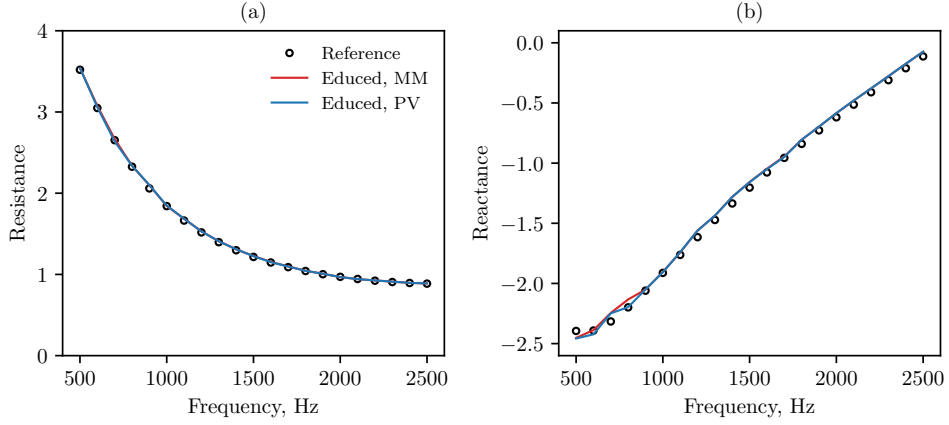 (a)
Resistance
4
3
2
1
0
Reference
Educed, MM
Educed, PV
500 1000 1500 2000 2500
Frequency, Hz
(b)
Reactance
0.0
−0.5
−1.0
−1.5
−2.0
−2.5
500 1000 1500 2000 2500
Frequency, Hz